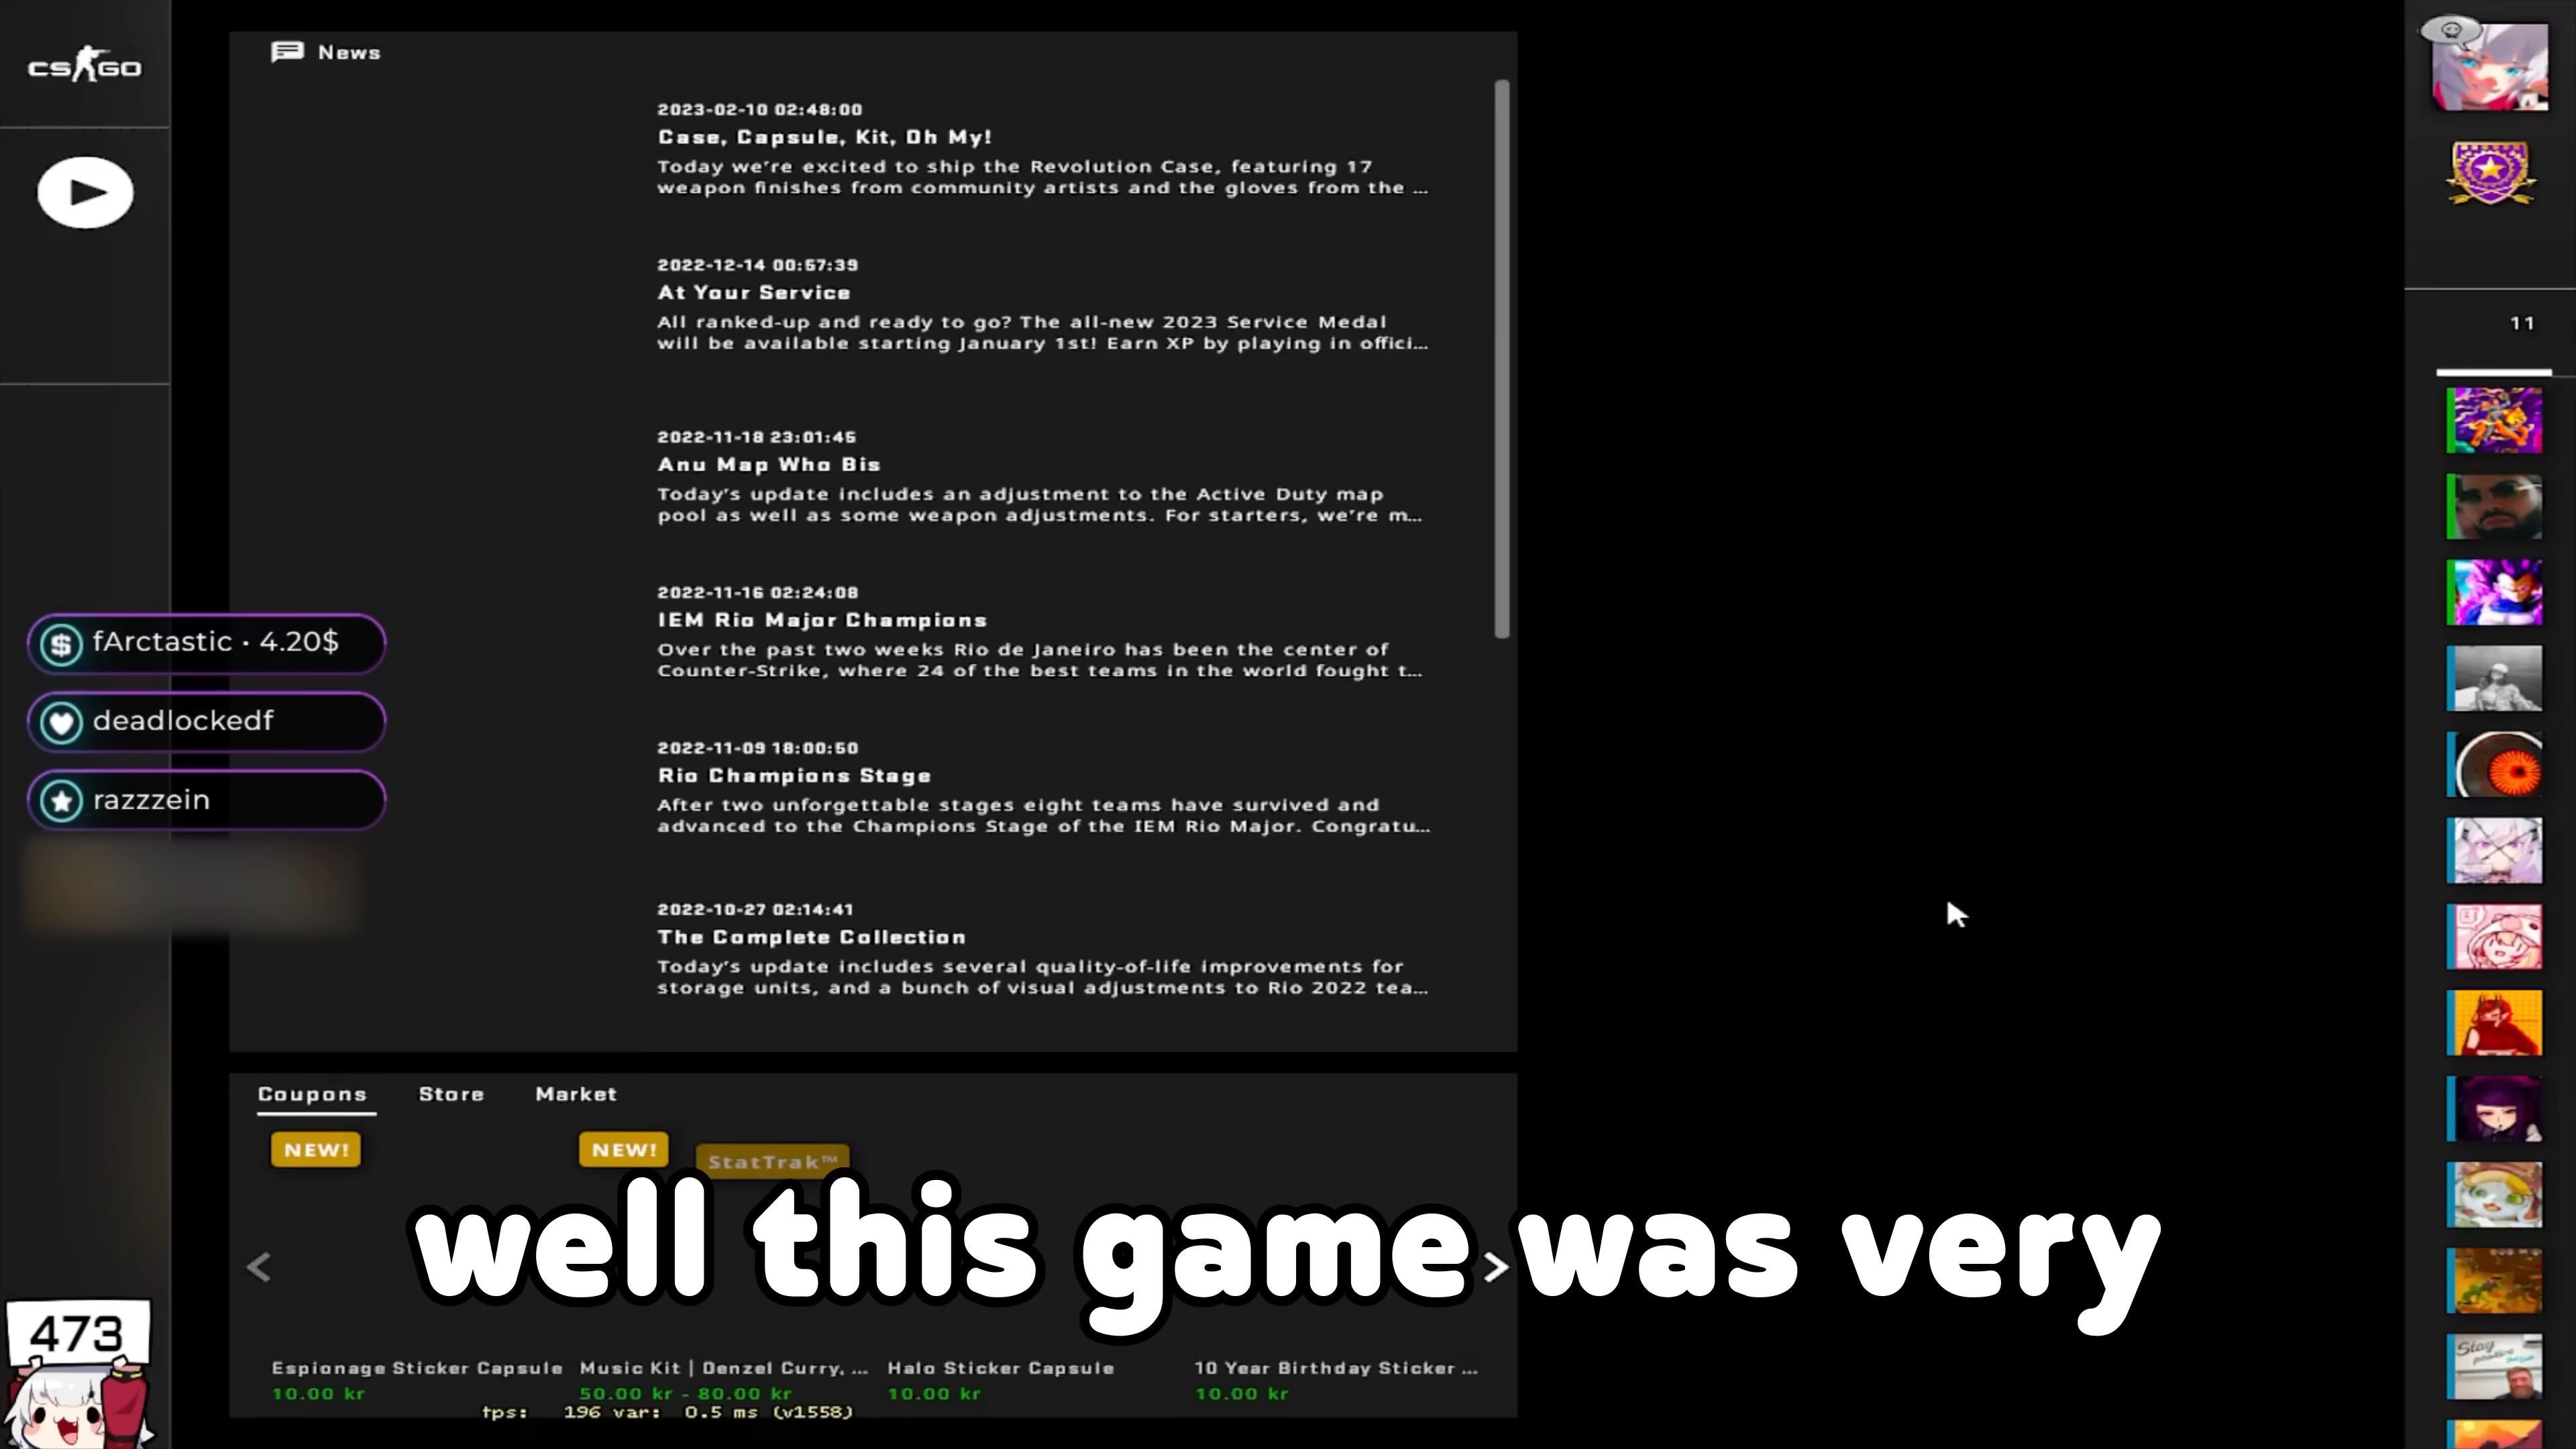 CS GO
News
2023-02-10 02:48:00
Case, Capsule, Kit, Oh My!
Today we're excited to ship the Revolution Case, featuring 17
weapon finishes from community artists and the gloves from the ...
2022-12-14 00:57:39
At Your Service
All ranked-up and ready to go? The all-new 2023 Service Medal
will be available starting January 1st! Earn XP by playing in offici...
2022-11-18 23:01:45
Anu Map Who Bis
Today's update includes an adjustment to the Active Duty map
pool as well as some weapon adjustments. For starters, we're m...
2022-11-16 02:24:08
IEM Rio Major Champions
Over the past two weeks Rio de Janeiro has been the center of
Counter-Strike, where 24 of the best teams in the world fought t...
2022-11-09 18:00:50
Rio Champions Stage
After two unforgettable stages eight teams have survived and
advanced to the Champions Stage of the IEM Rio Major. Congratu...
2022-10-27 02:14:41
The Complete Collection
Today's update includes several quality-of-life improvements for
storage units, and a bunch of visual adjustments to Rio 2022 tea...
fArctastic • 4.20$
deadlockedf
razzzein
11
Coupons Store Market
NEW! NEW! StatTrak™
well this game was very
473
Espionage Sticker Capsule Music Kit | Denzel Curry, ... Halo Sticker Capsule 10 Year Birthday Sticker ...
10.00 kr 50.00 kr - 80.00 kr 10.00 kr 10.00 kr
fps: 196 var: 0.5 ms (v1558)
Stay